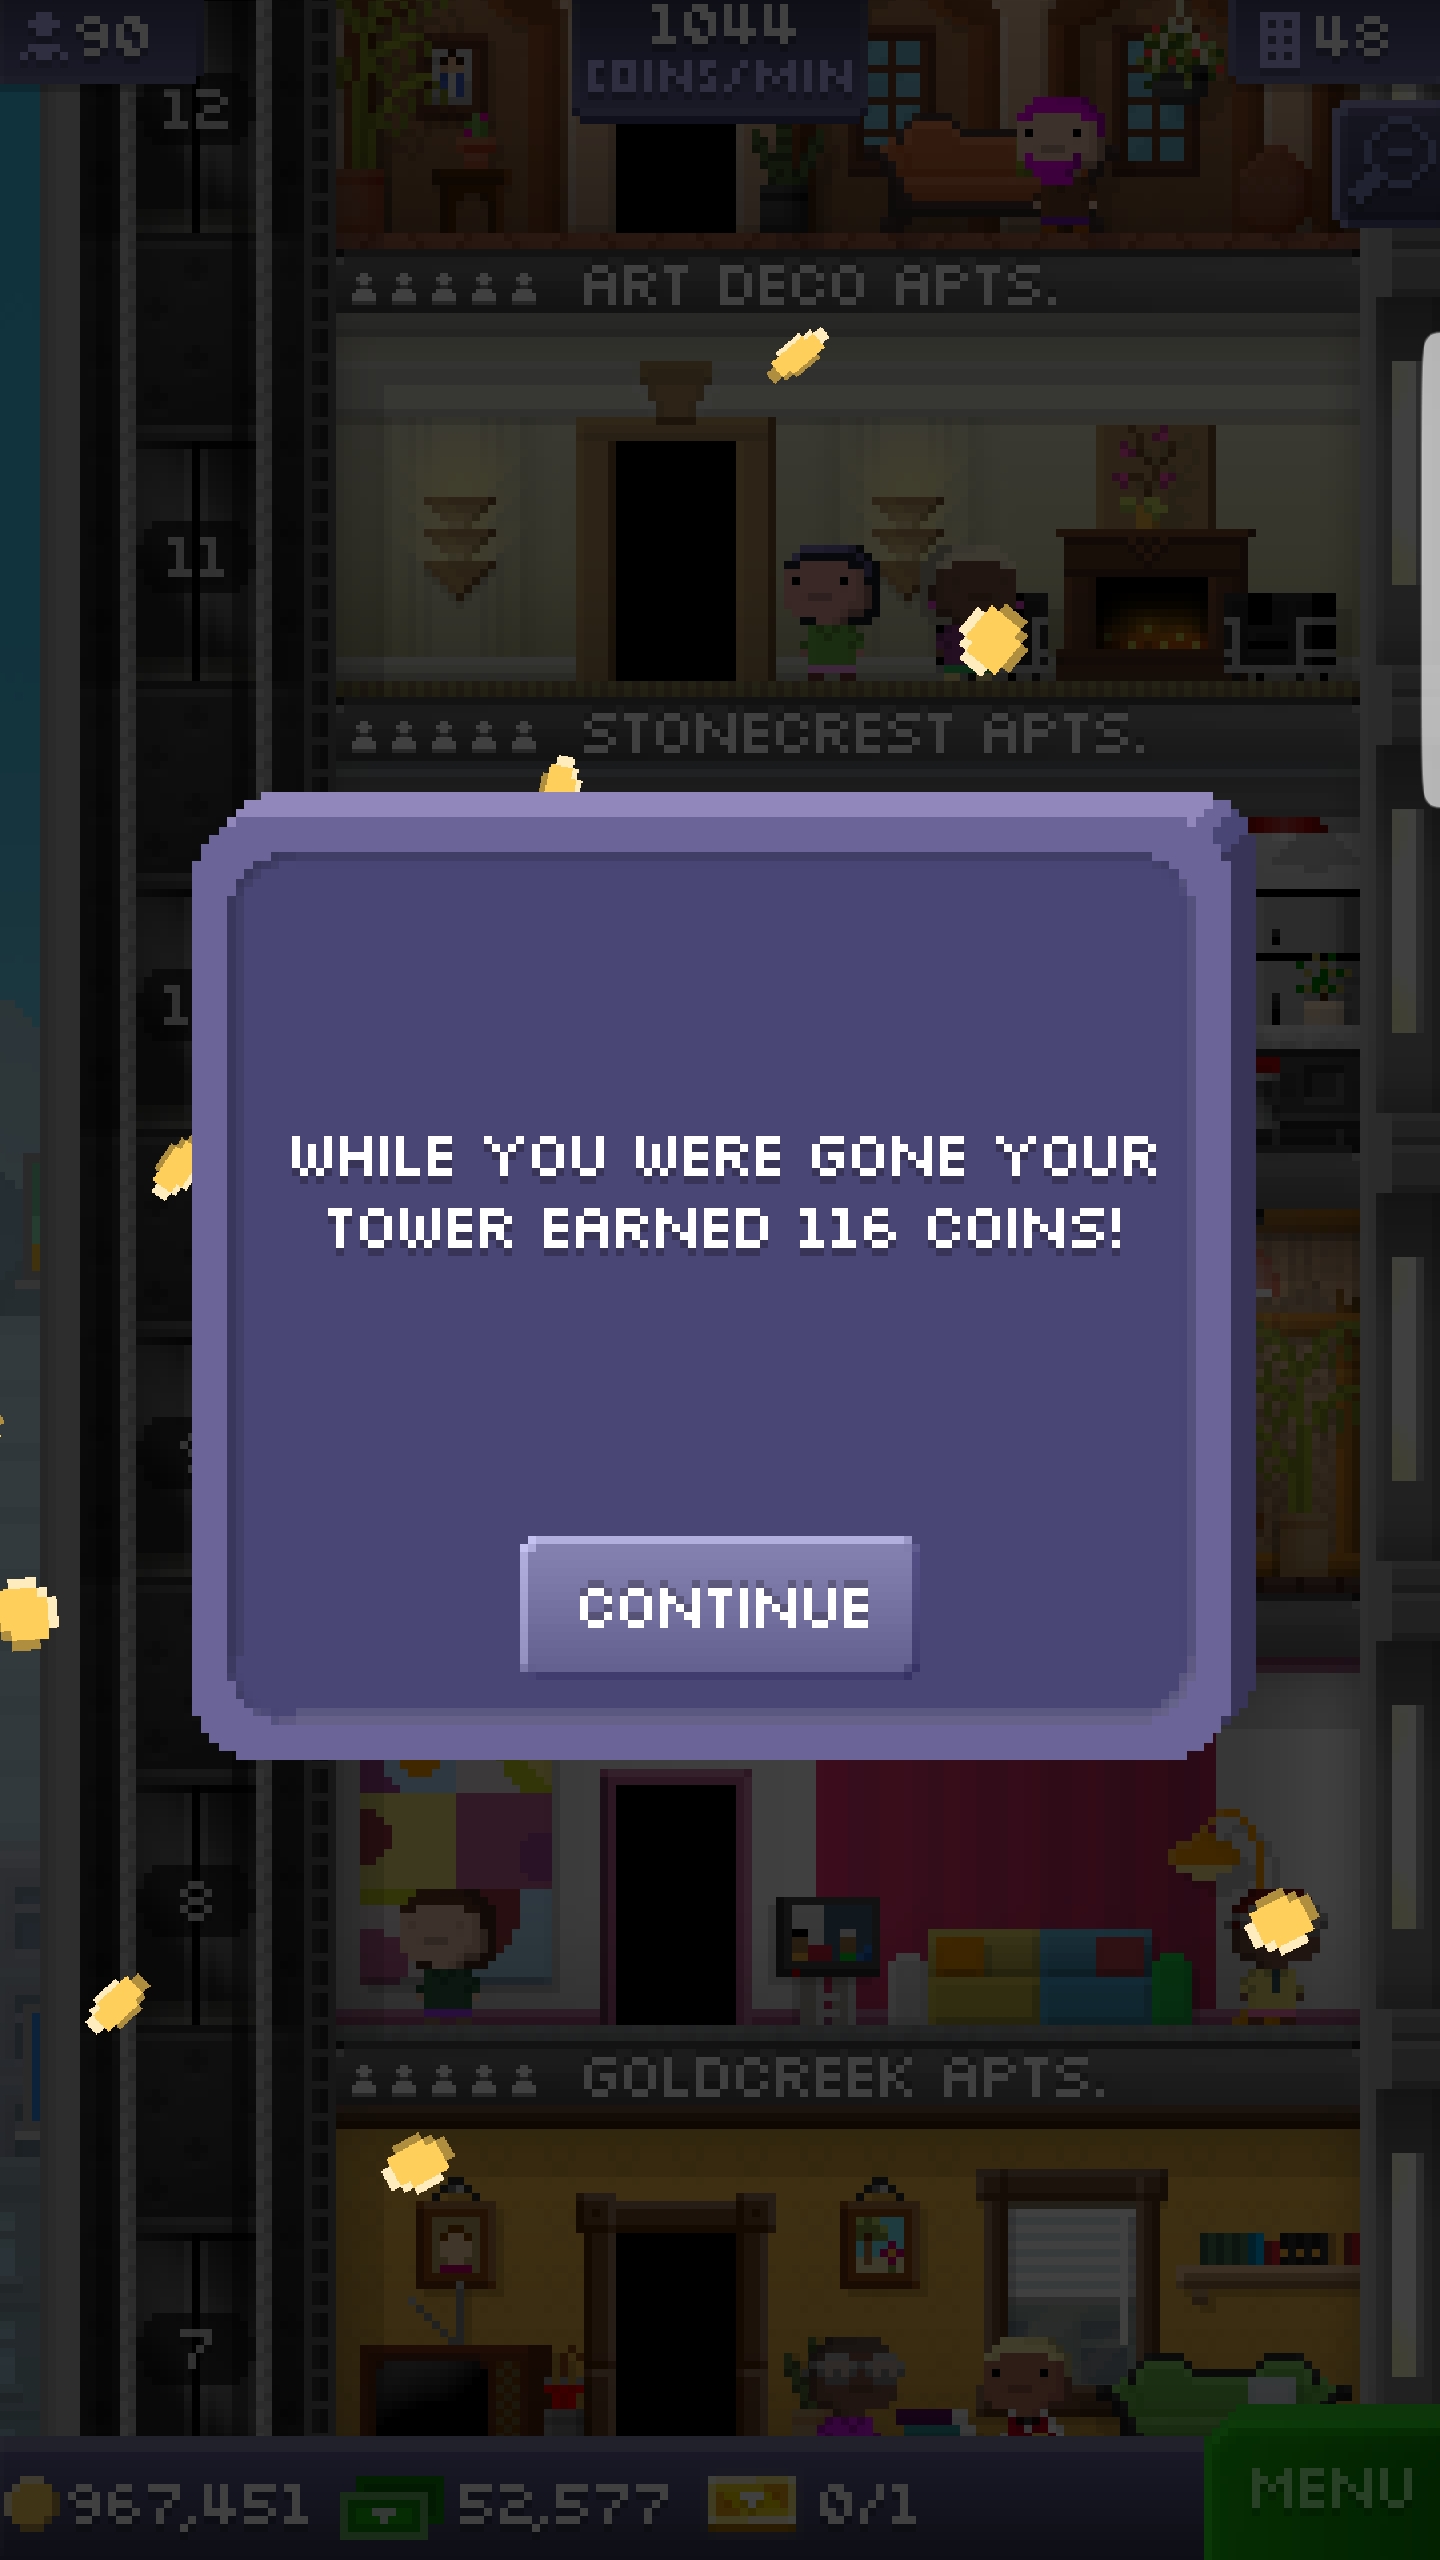 90
1044
COINS/MIN
48
12
ART DECO APTS.
11
STONECREST APTS.
WHILE YOU WERE GONE YOUR
TOWER EARNED 116 COINS!
CONTINUE
8
GOLDCREEK APTS.
7
967,451
52,577
0/1
MENU